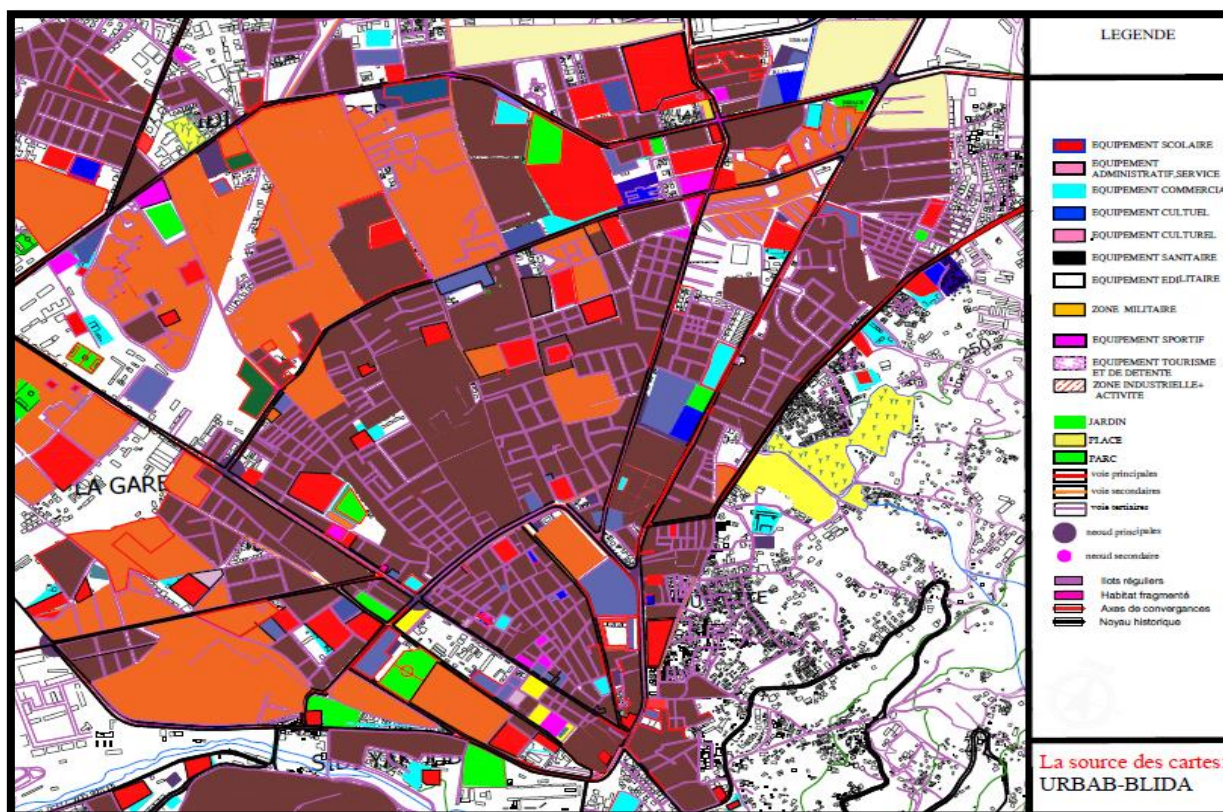 LEGENDE
EQUIPEMENT SCOLAIRE
EQUIPEMENT
ADMINISTRATIF,SERVICE
EQUIPEMENT COMMERCIA
EQUIPEMENT CULTUEL
EQUIPEMENT CULTUREL
EQUIPEMENT SANITAIRE
EQUIPEMENT EDILITAIRE
ZONE MILITAIRE
EQUIPEMENT SPORTIF
EQUIPEMENT TOURISME
ET DE DETENTE
ZONE INDUSTRIELLE+
ACTIVITE
JARDIN
PLACE
PARC
voie principales
voie secondaires
voie tertiaires
neoud principales
neoud secondaire
Ilots réguliers
Habitat fragmenté
Axes de convergances
Noyau historique
La source des cartes:
URBAB-BLIDA
LA GARE